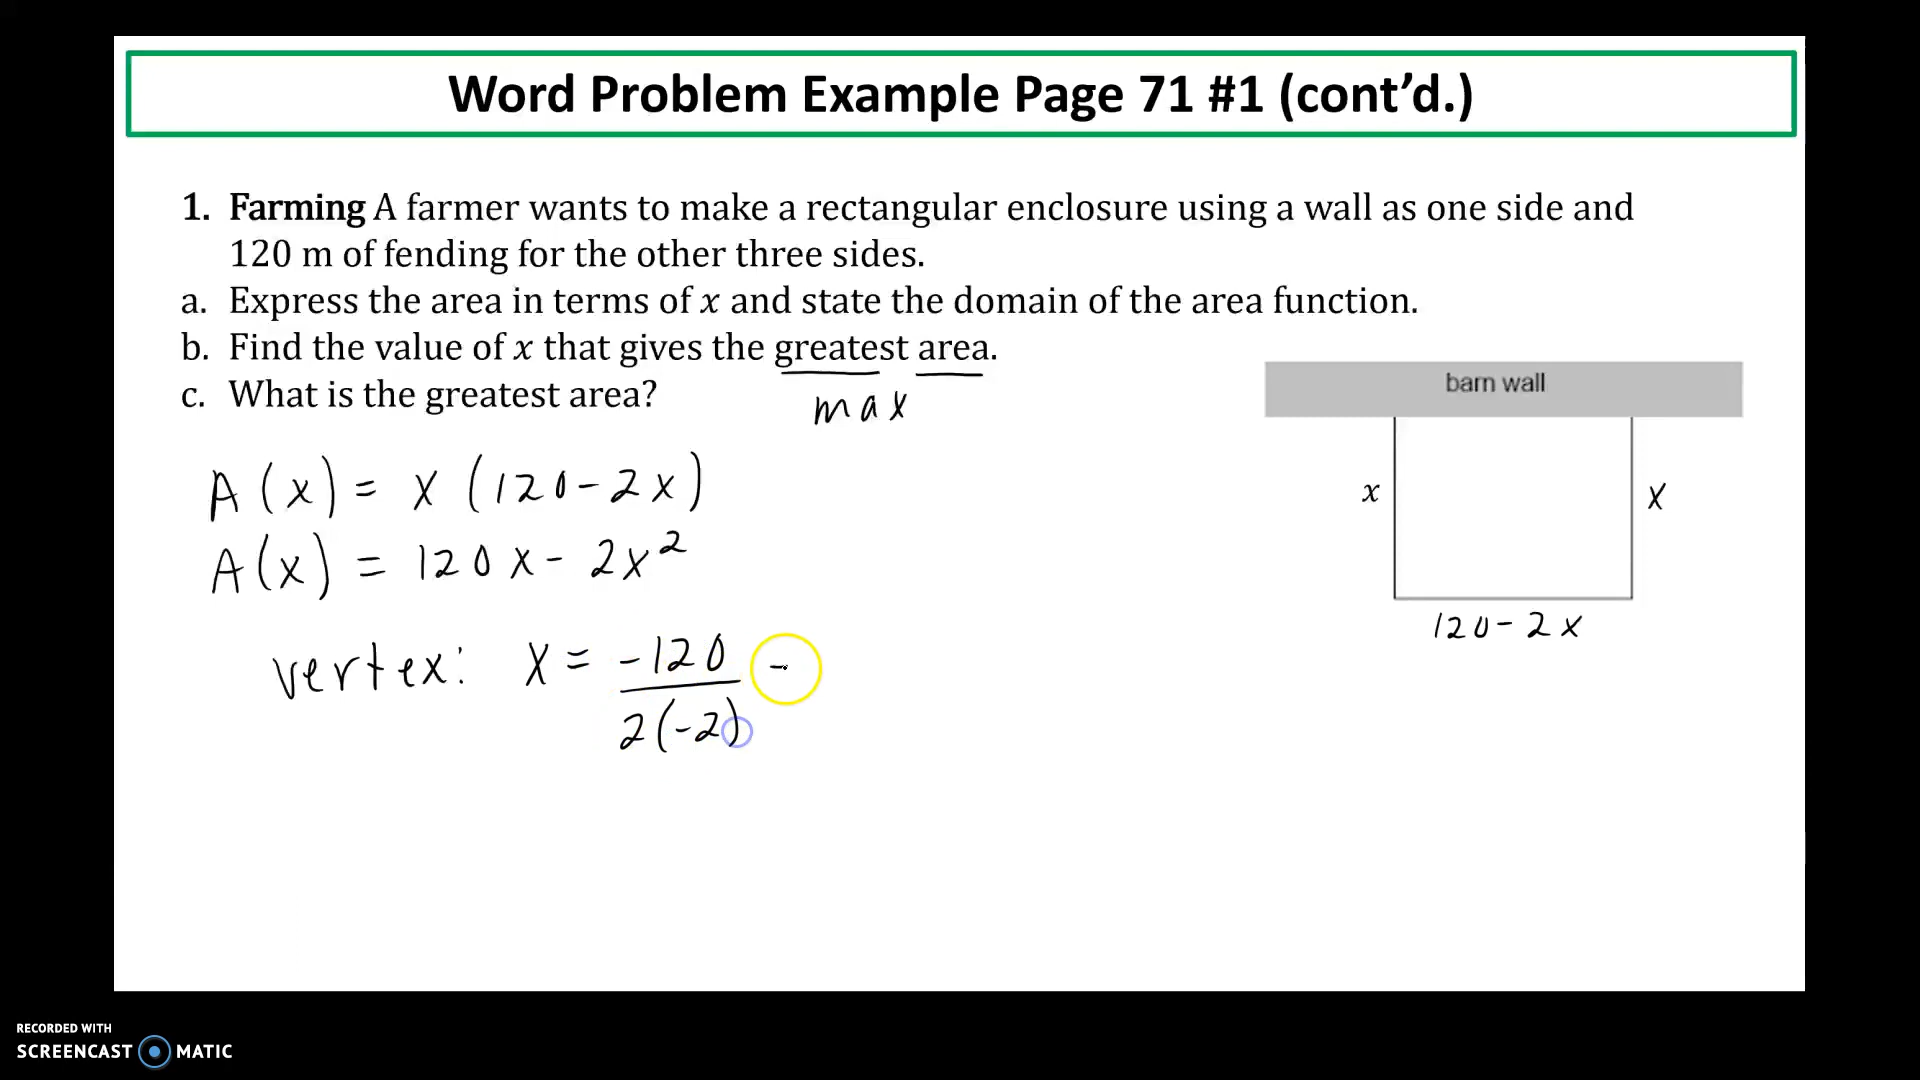 Word Problem Example Page 71 #1 (cont’d.)
1. Farming A farmer wants to make a rectangular enclosure using a wall as one side and
120 m of fending for the other three sides.
a. Express the area in terms of x and state the domain of the area function.
b. Find the value of x that gives the greatest area.
c. What is the greatest area?
max
barn wall
x
x
120-2x
A(x) = x(120-2x)
A(x) = 120x - 2x²
vertex: x = -120 -
2(-2)
RECORDED WITH
SCREENCAST MATIC